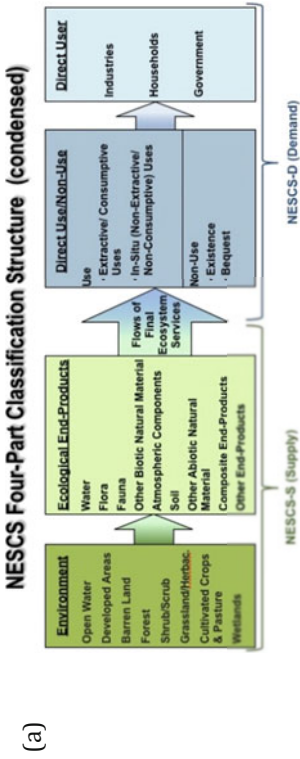 (a)
NESCS Four-Part Classification Structure (condensed)
Environment
Open Water
Developed Areas
Barren Land
Forest
Shrub/Scrub
Grassland/Herbac.
Cultivated Crops
& Pasture
Wetlands
Ecological End-Products
Water
Flora
Fauna
Other Biotic Natural Material
Atmospheric Components
Soil
Other Abiotic Natural
Material
Composite End-Products
Other End-Products
Flows of
Final
Ecosystem
Services
Direct Use/Non-Use
Use
· Extractive/ Consumptive
Uses
· In-Situ (Non-Extractive/
Non-Consumptive) Uses
Non-Use
· Existence
· Bequest
Direct User
Industries
Households
Government
NESCS-S (Supply)
NESCS-D (Demand)